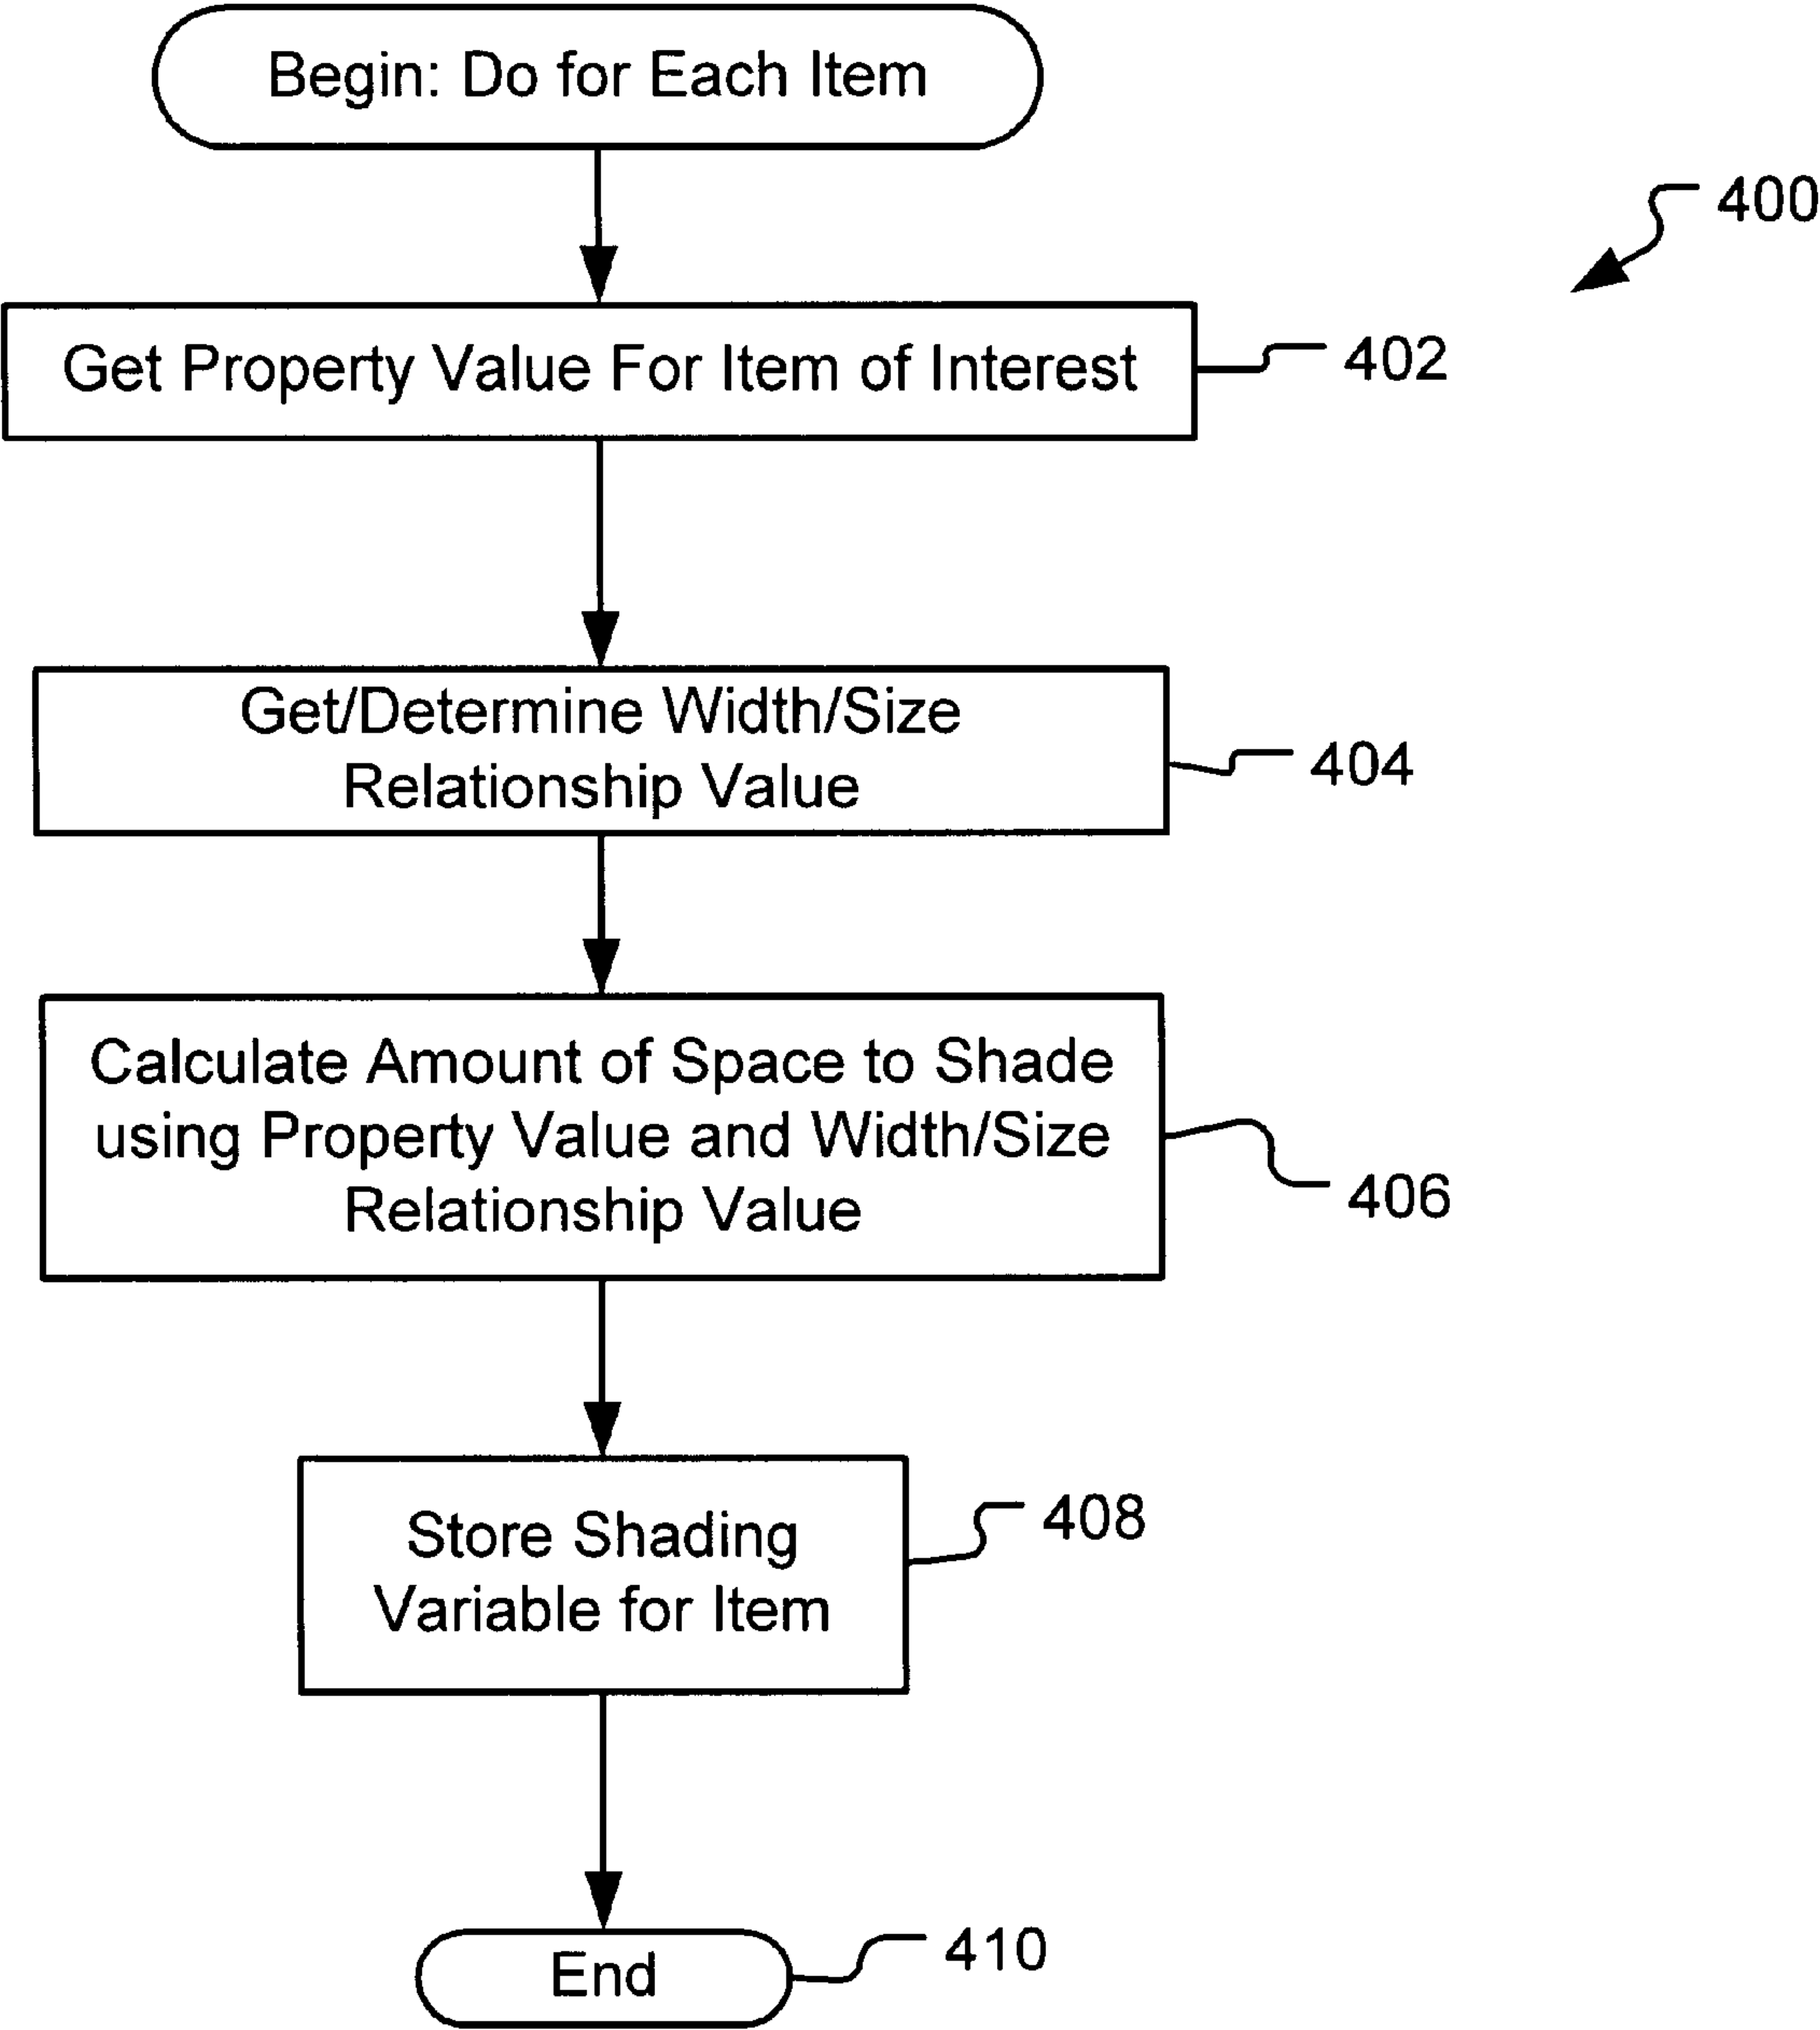 Begin: Do for Each Item
400
Get Property Value For Item of Interest
402
Get/Determine Width/Size
Relationship Value
404
Calculate Amount of Space to Shade
using Property Value and Width/Size
Relationship Value
406
Store Shading
Variable for Item
408
End
410